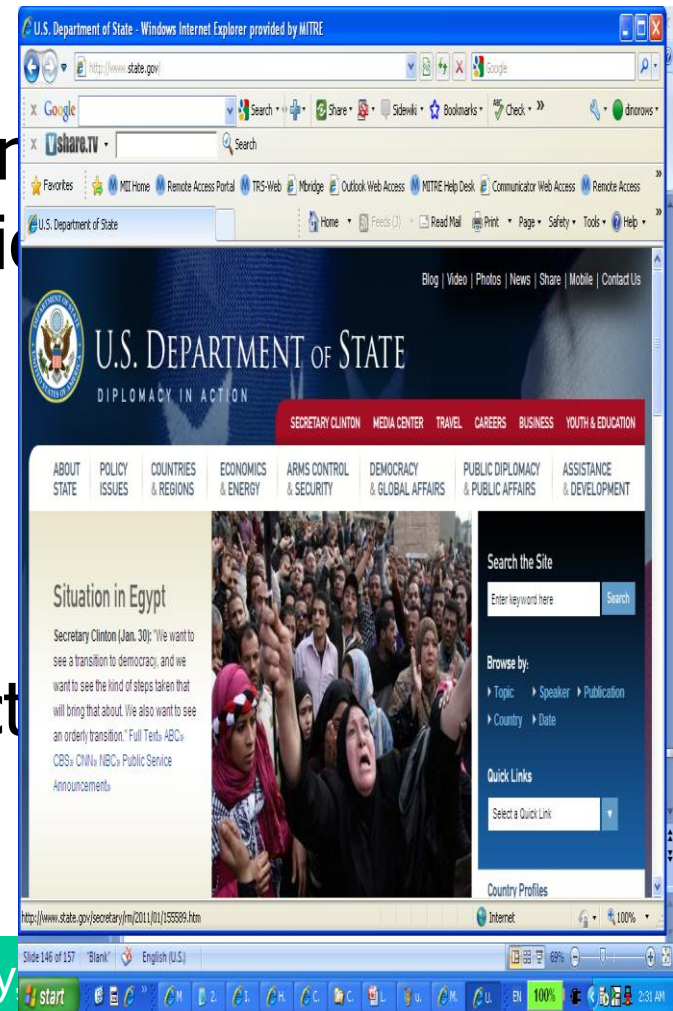 U.S. Department of State - Windows Internet Explorer provided by MITRE
http://www.state.gov
Google
Google
Search
Share
Sidewiki
Bookmarks
Check
dinorows
share.TV
Search
Favorites
MII Home
Remote Access Portal
TRS-Web
Mbridge
Outlook Web Access
MITRE Help Desk
Communicator Web Access
Remote Access
U.S. Department of State
Home
Feeds (J)
Read Mail
Print
Page
Safety
Tools
Help
Blog | Video | Photos | News | Share | Mobile | Contact Us
U.S. DEPARTMENT OF STATE
DIPLOMACY IN ACTION
SECRETARY CLINTON MEDIA CENTER TRAVEL CAREERS BUSINESS YOUTH & EDUCATION
ABOUT STATE
POLICY ISSUES
COUNTRIES & REGIONS
ECONOMICS & ENERGY
ARMS CONTROL & SECURITY
DEMOCRACY & GLOBAL AFFAIRS
PUBLIC DIPLOMACY & PUBLIC AFFAIRS
ASSISTANCE & DEVELOPMENT
Situation in Egypt
Secretary Clinton (Jan. 30): "We want to
see a transition to democracy, and we
want to see the kind of steps taken that
will bring that about. We also want to see
an orderly transition." Full Text» ABC»
CBS» CNN» NBC» Public Service
Announcement»
Search the Site
Enter keyword here
Search
Browse by:
Topic Speaker Publication
Country Date
Quick Links
Select a Quick Link
Country Profiles
http://www.state.gov/secretary/rm/2011/01/155589.htm
Internet
100%
Slide 146 of 157 "Blank" English (U.S.)
69%
start
EN
100%
2:31 AM